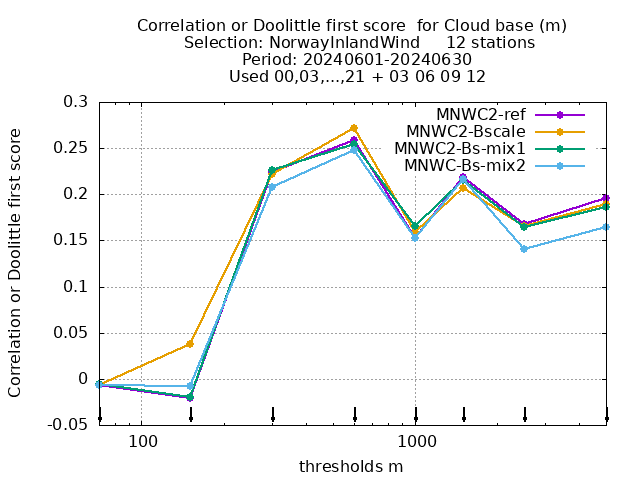 Correlation or Doolittle first score  for Cloud base (m)
Selection: NorwayInlandWind     12 stations
Period: 20240601-20240630
Used 00,03,...,21 + 03 06 09 12
MNWC2-ref
MNWC2-Bscale
MNWC2-Bs-mix1
MNWC-Bs-mix2
Correlation or Doolittle first score
0.3
0.25
0.2
0.15
0.1
0.05
0
-0.05
100
1000
thresholds m